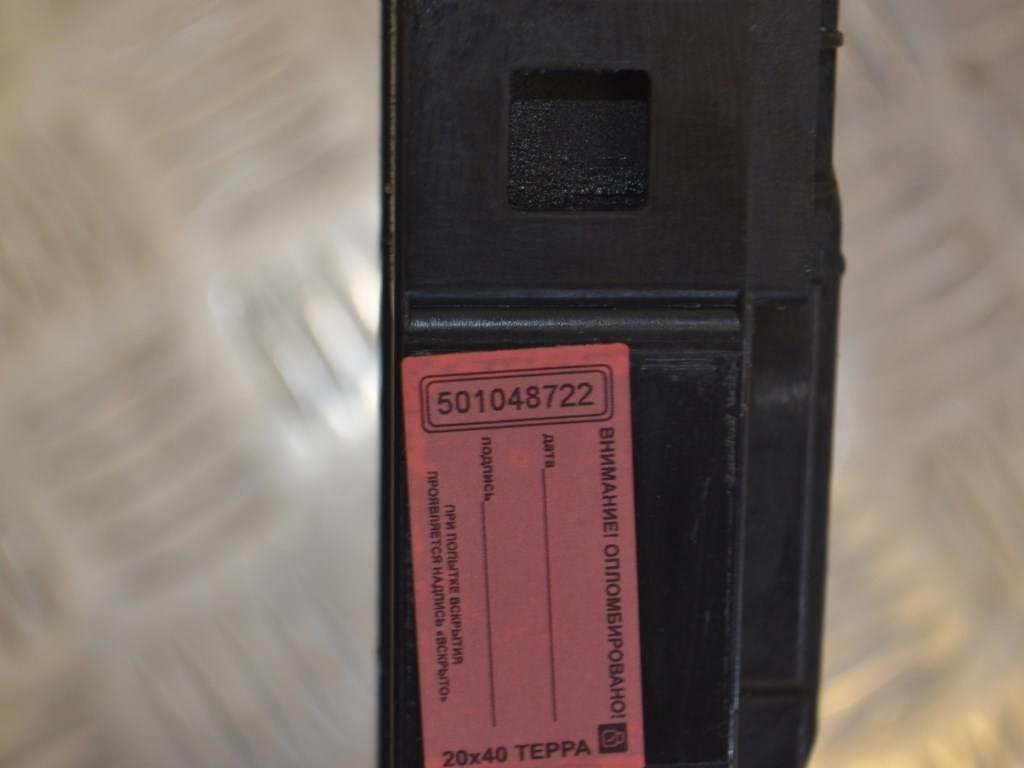 501048722
ВНИМАНИЕ! ОПЛОМБИРОВАНО!
дата
подпись
ПРИ ПОПЫТКЕ ВСКРЫТИЯ
ПРОЯВЛЯЕТСЯ НАДПИСЬ «ВСКРЫТО»
20x40 ТЕРРА